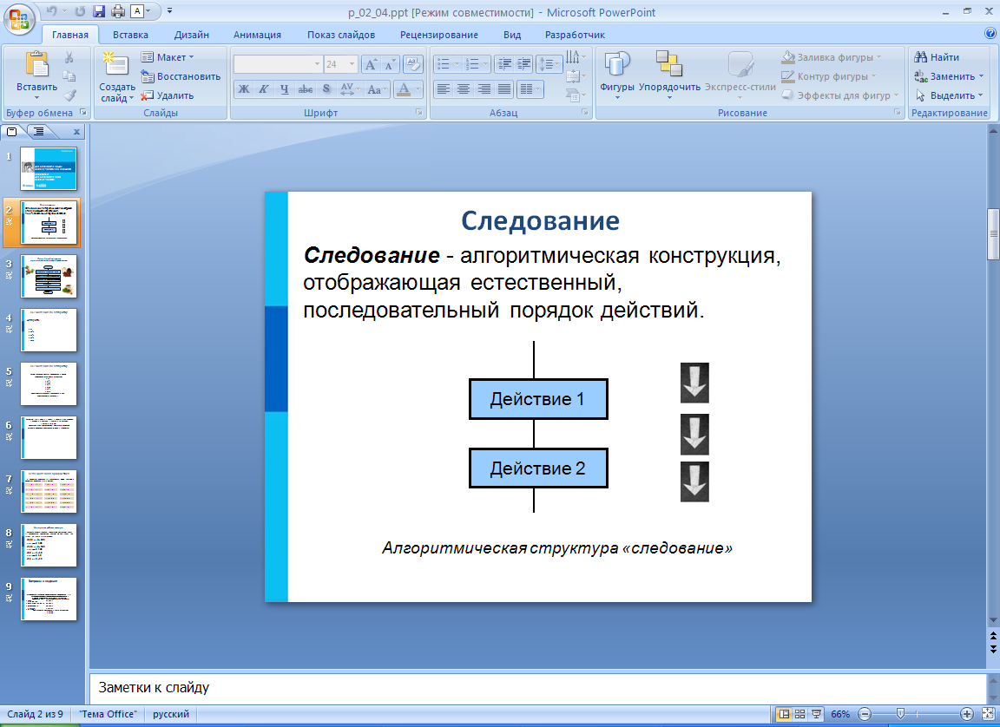 p_02_04.ppt [Режим совместимости] - Microsoft PowerPoint
Главная Вставка Дизайн Анимация Показ слайдов Рецензирование Вид Разработчик
Вставить
Буфер обмена
Создать слайд
Макет
Восстановить
Удалить
Слайды
24
Ж К Ч abc S AV Aa A
Шрифт
Абзац
Фигуры Упорядочить Экспресс-стили
Заливка фигуры
Контур фигуры
Эффекты для фигур
Рисование
Найти
Заменить
Выделить
Редактирование
1
2
3
4
5
6
7
8
9
Следование
Следование - алгоритмическая конструкция,
отображающая естественный,
последовательный порядок действий.
Действие 1
Действие 2
Алгоритмическая структура «следование»
Заметки к слайду
Слайд 2 из 9 "Тема Office" русский 66%